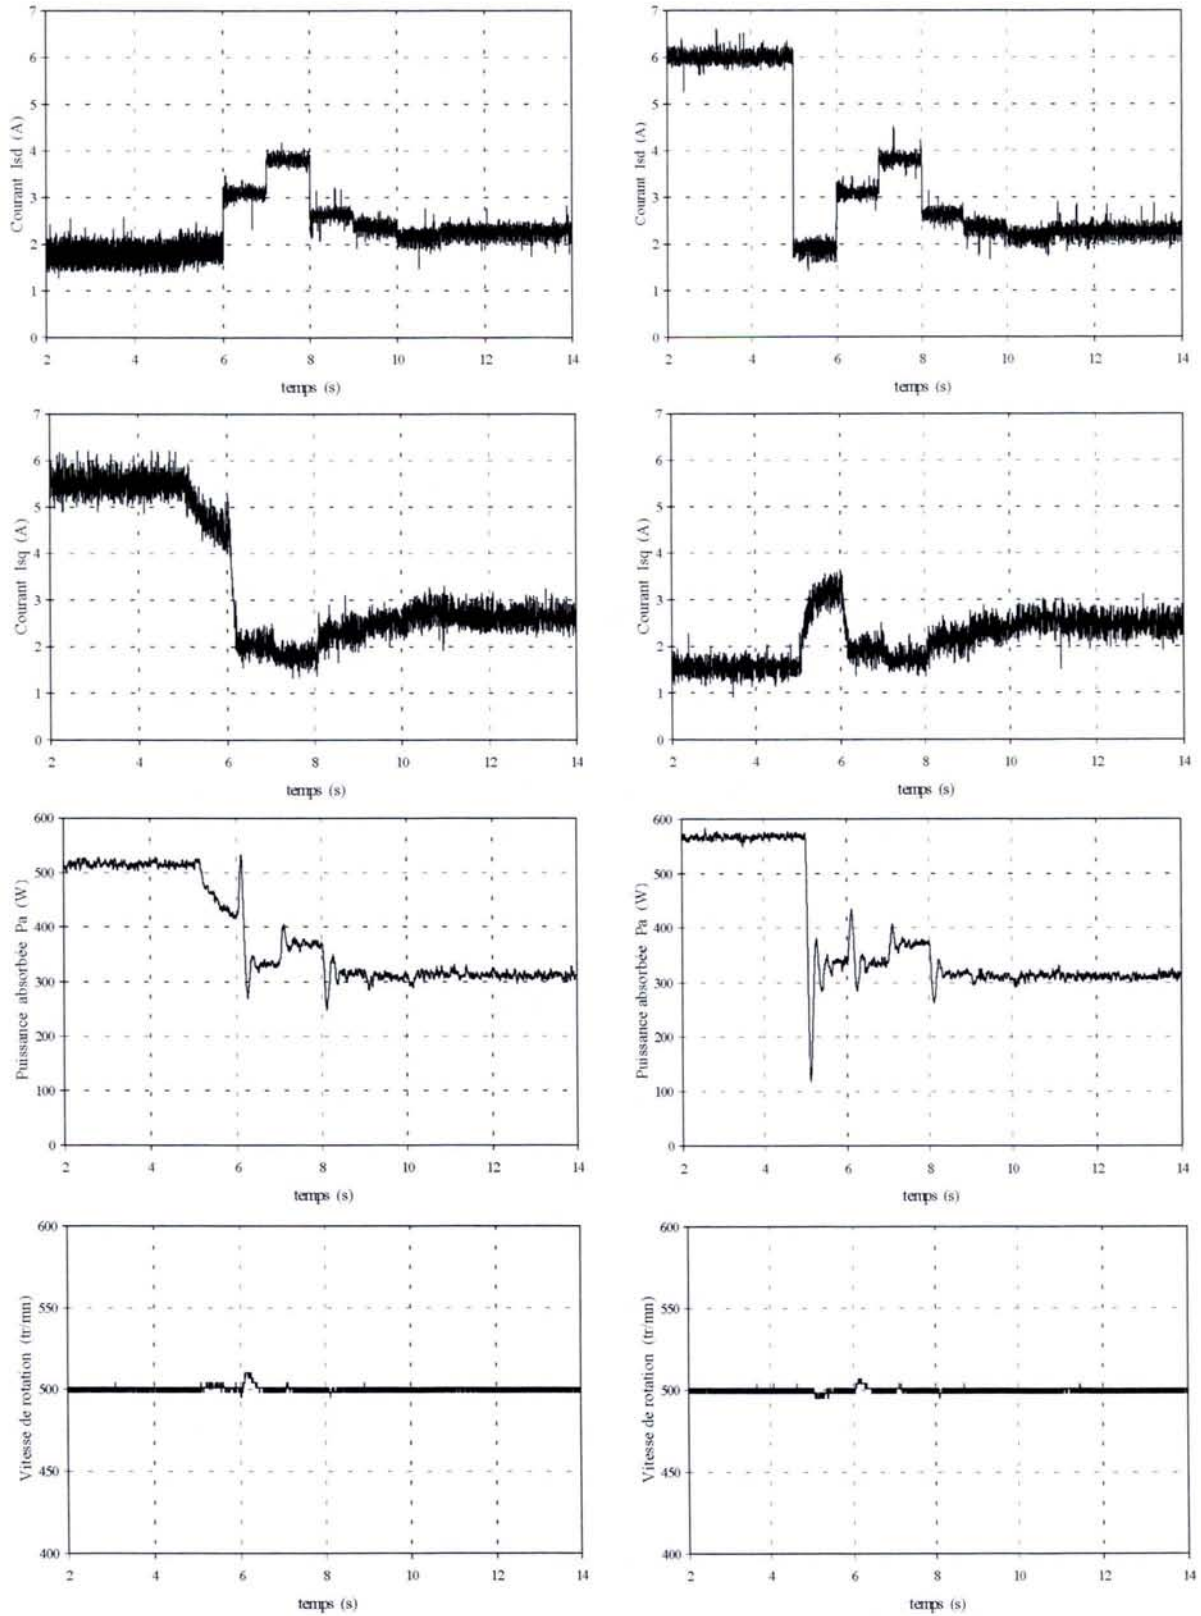 7
6
5
4
3
2
1
0
Courant Isd (A)
2 4 6 8 10 12 14
temps (s)
7
6
5
4
3
2
1
0
Courant Isd (A)
2 4 6 8 10 12 14
temps (s)
7
6
5
4
3
2
1
0
Courant Isq (A)
2 4 6 8 10 12 14
temps (s)
7
6
5
4
3
2
1
0
Courant Isq (A)
2 4 6 8 10 12 14
temps (s)
600
500
400
300
200
100
0
Puissance absorbée Pa (W)
2 4 6 8 10 12 14
temps (s)
600
500
400
300
200
100
0
Puissance absorbée Pa (W)
2 4 6 8 10 12 14
temps (s)
600
550
500
450
400
Vitesse de rotation (tr/mn)
2 4 6 8 10 12 14
temps (s)
600
550
500
450
400
Vitesse de rotation (tr/mn)
2 4 6 8 10 12 14
temps (s)